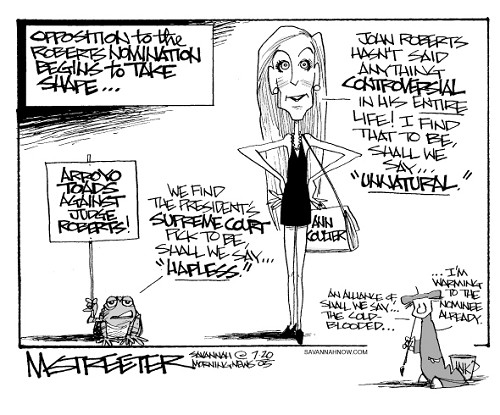 OPPOSITION to the
ROBERTS NOMINATION
BEGINS to TAKE
SHAPE...
JOHN ROBERTS
HASN'T SAID
ANYTHING
CONTROVERSIAL
IN HIS ENTIRE
LIFE! I FIND
THAT TO BE,
SHALL WE
SAY...
"UNNATURAL."
ARROYO
TOADS
AGAINST
JUDGE
ROBERTS!
WE FIND
THE PRESIDENT'S
SUPREME COURT
PICK TO BE,
SHALL WE SAY...
"HAPLESS."
ANN
COULTER
AN ALLIANCE OF
SHALL WE SAY...
THE COLD-
BLOODED...
...I'M
WARMING
TO THE
NOMINEE
ALREADY.
INK
M.STREETER
SAVANNAH @ 7.20
MORNING NEWS 05
SAVANNAHNOW.COM